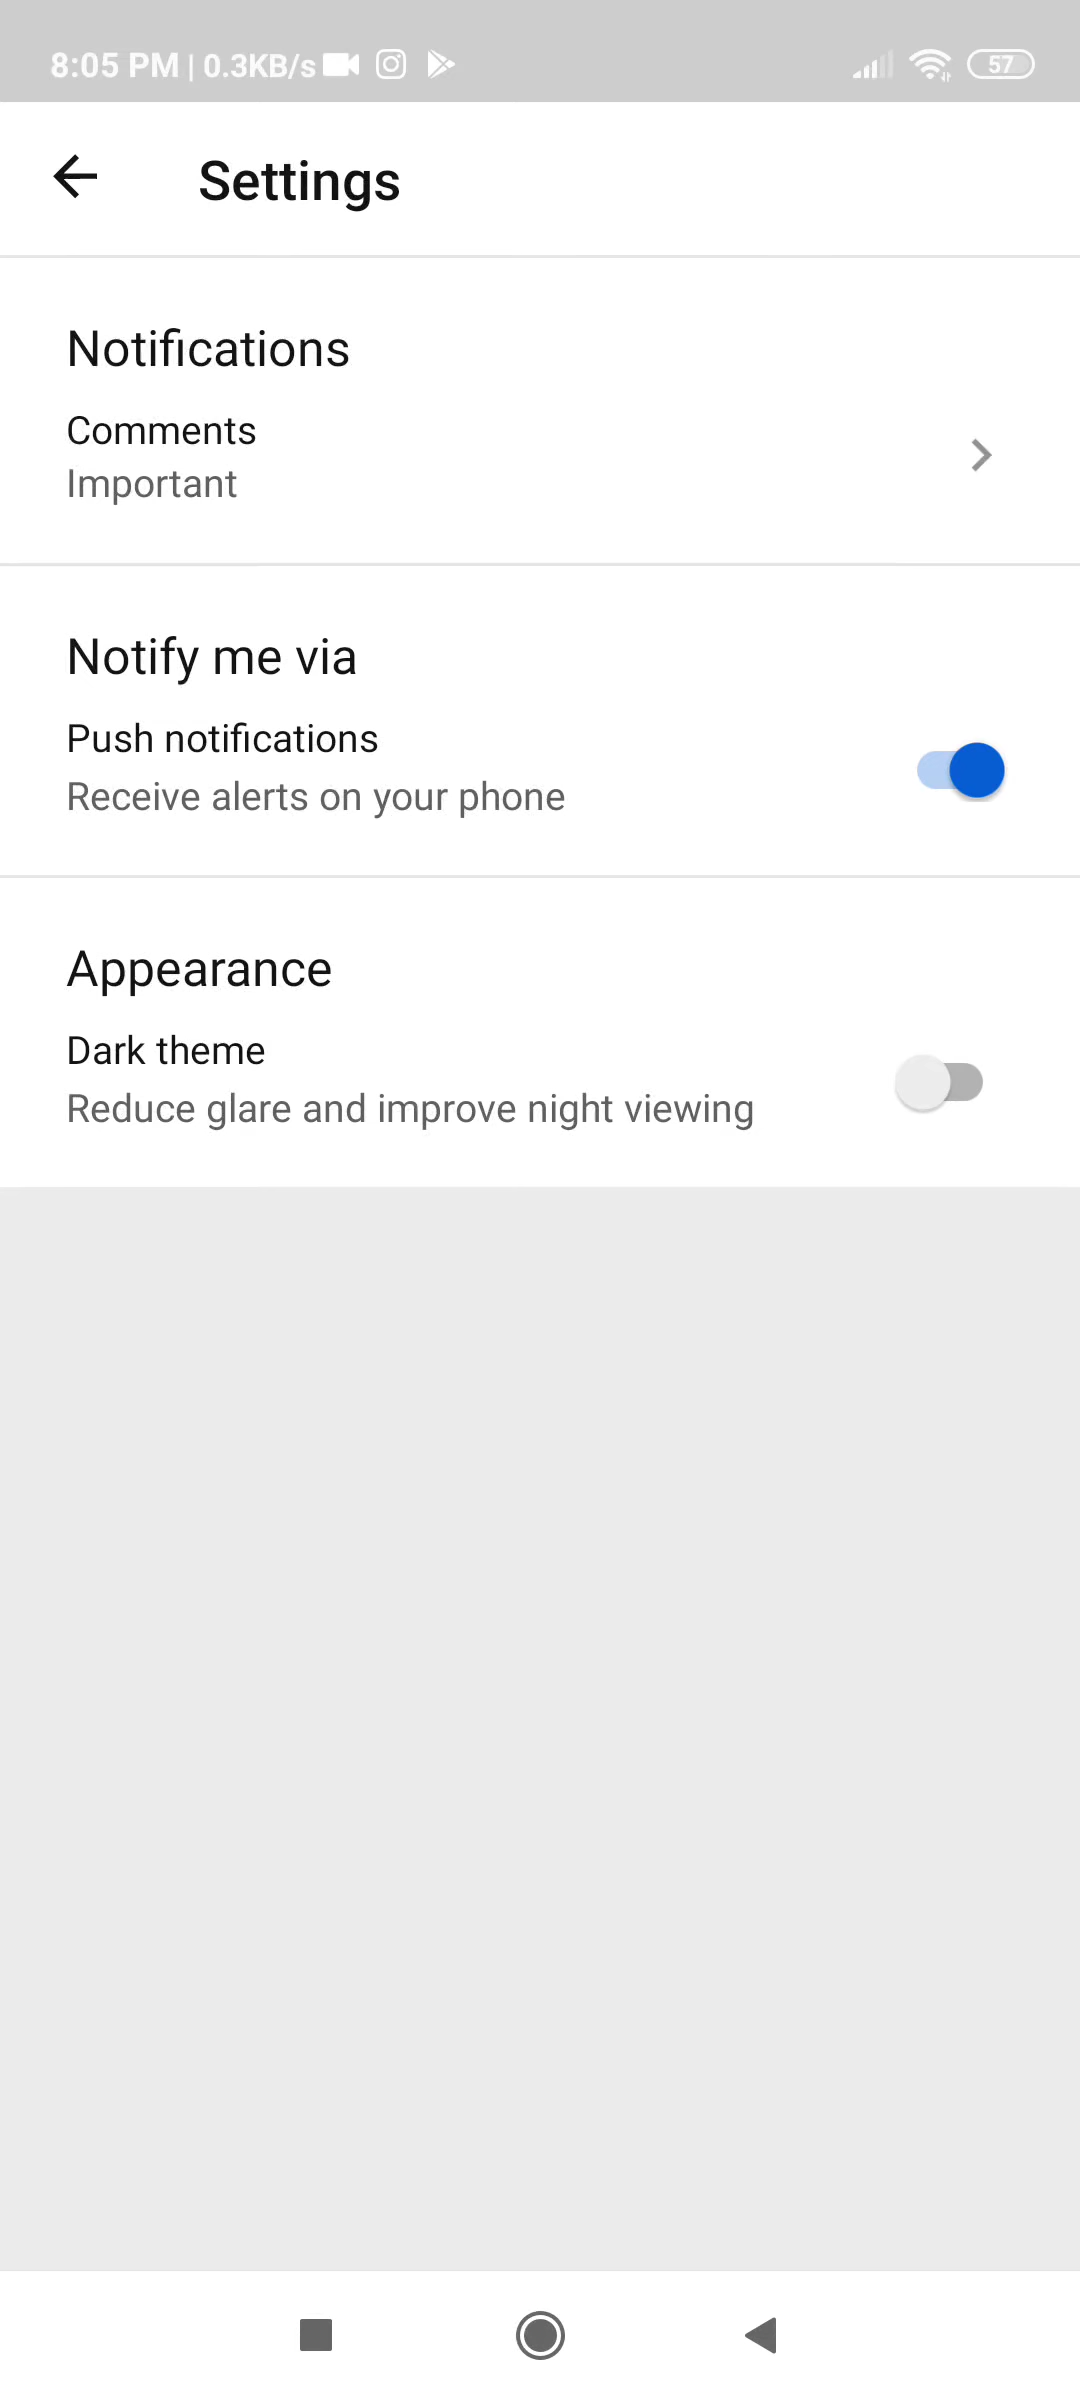 8:05 PM | 0.3KB/s 57
Settings
Notifications
Comments
Important
Notify me via
Push notifications
Receive alerts on your phone
Appearance
Dark theme
Reduce glare and improve night viewing